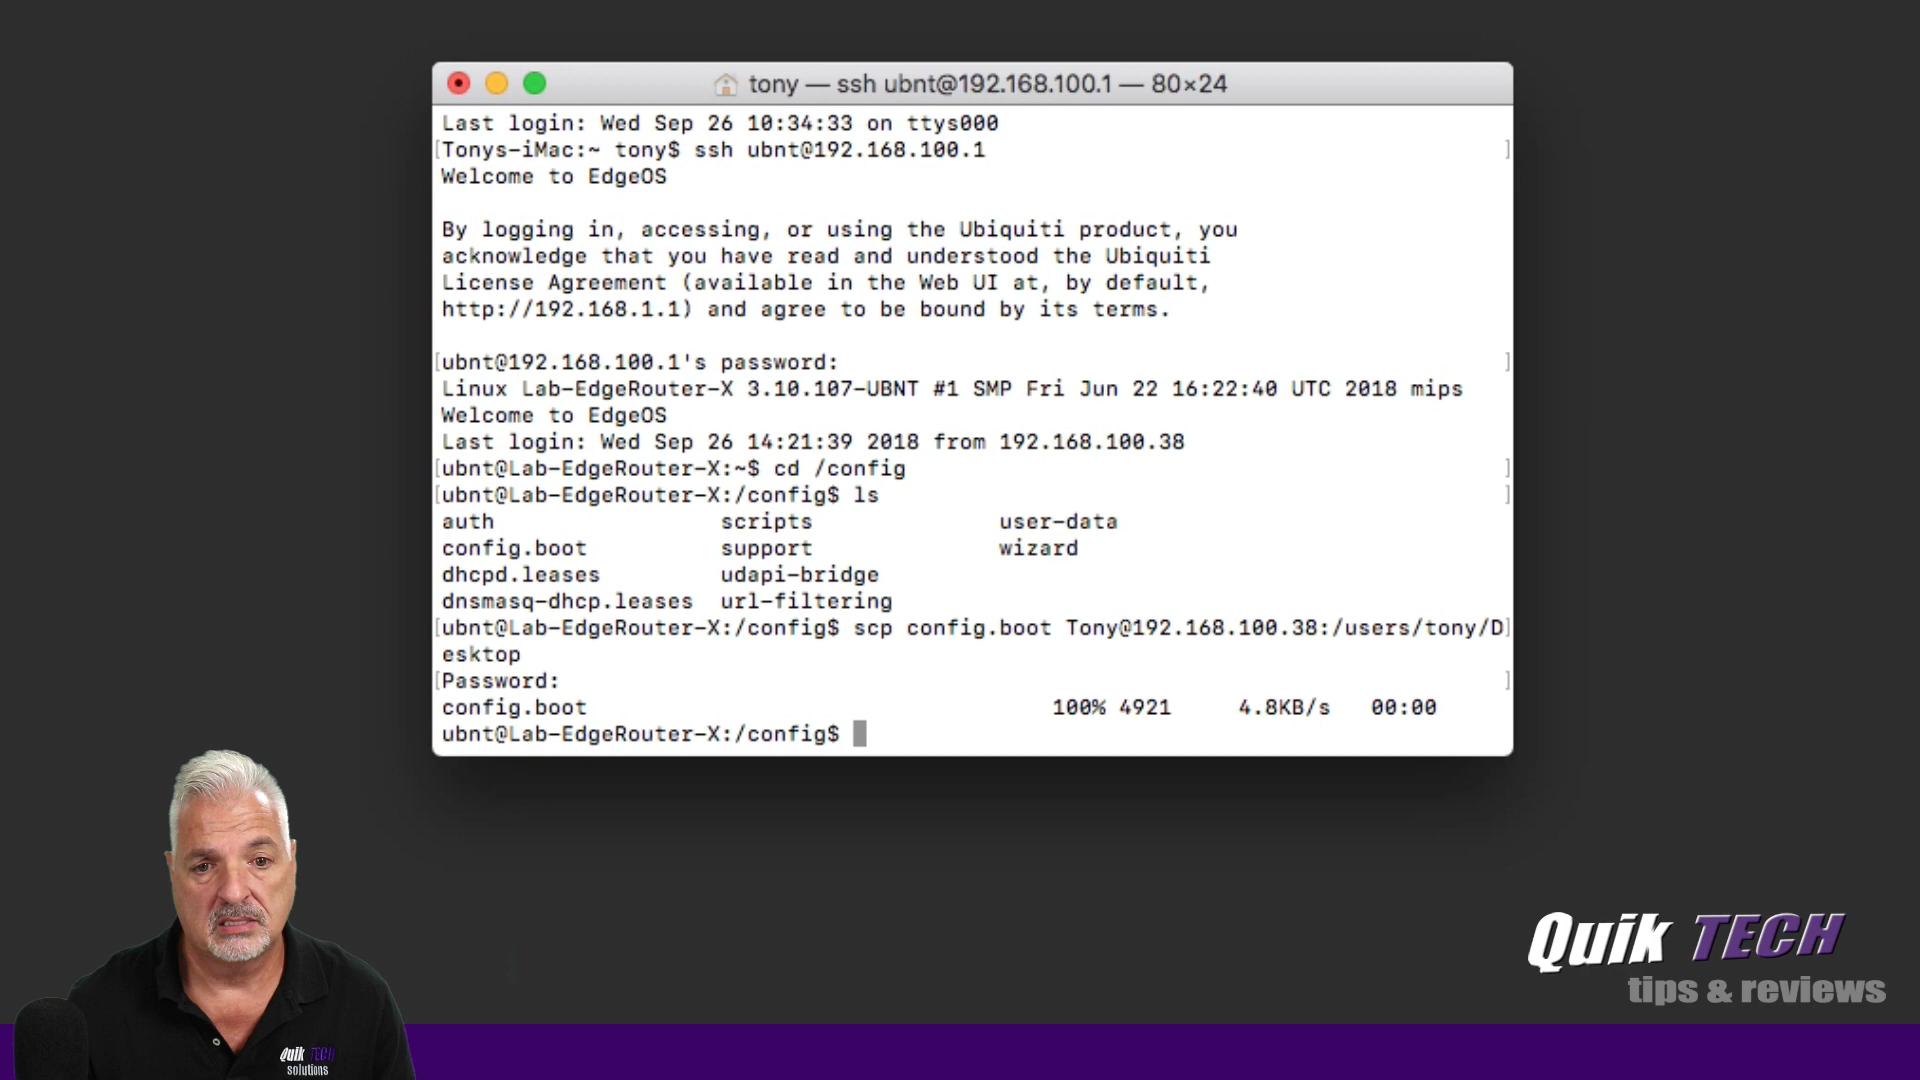 tony — ssh ubnt@192.168.100.1 — 80×24
Last login: Wed Sep 26 10:34:33 on ttys000
[Tonys-iMac:~ tony$ ssh ubnt@192.168.100.1 ]
Welcome to EdgeOS
By logging in, accessing, or using the Ubiquiti product, you
acknowledge that you have read and understood the Ubiquiti
License Agreement (available in the Web UI at, by default,
http://192.168.1.1) and agree to be bound by its terms.
[ubnt@192.168.100.1's password: ]
Linux Lab-EdgeRouter-X 3.10.107-UBNT #1 SMP Fri Jun 22 16:22:40 UTC 2018 mips
Welcome to EdgeOS
Last login: Wed Sep 26 14:21:39 2018 from 192.168.100.38
[ubnt@Lab-EdgeRouter-X:~$ cd /config ]
[ubnt@Lab-EdgeRouter-X:/config$ ls ]
auth scripts user-data
config.boot support wizard
dhcpd.leases udapi-bridge
dnsmasq-dhcp.leases url-filtering
[ubnt@Lab-EdgeRouter-X:/config$ scp config.boot Tony@192.168.100.38:/users/tony/D]
esktop
[Password: ]
config.boot 100% 4921 4.8KB/s 00:00
ubnt@Lab-EdgeRouter-X:/config$
Quik TECH
tips & reviews
Quik TECH
solutions